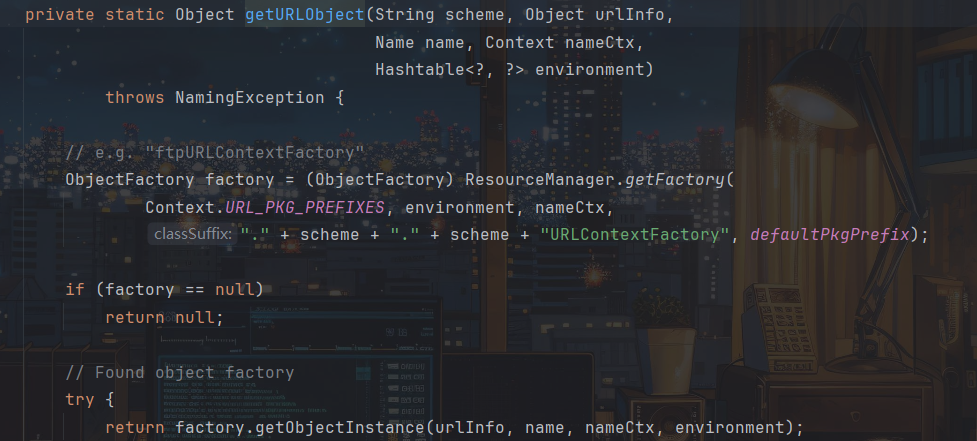 private static Object getURLObject(String scheme, Object urlInfo,
Name name, Context nameCtx,
Hashtable<?, ?> environment)
throws NamingException {
// e.g. "ftpURLContextFactory"
ObjectFactory factory = (ObjectFactory) ResourceManager.getFactory(
Context.URL_PKG_PREFIXES, environment, nameCtx,
classSuffix: "." + scheme + "." + scheme + "URLContextFactory", defaultPkgPrefix);
if (factory == null)
return null;
// Found object factory
try {
return factory.getObjectInstance(urlInfo, name, nameCtx, environment);